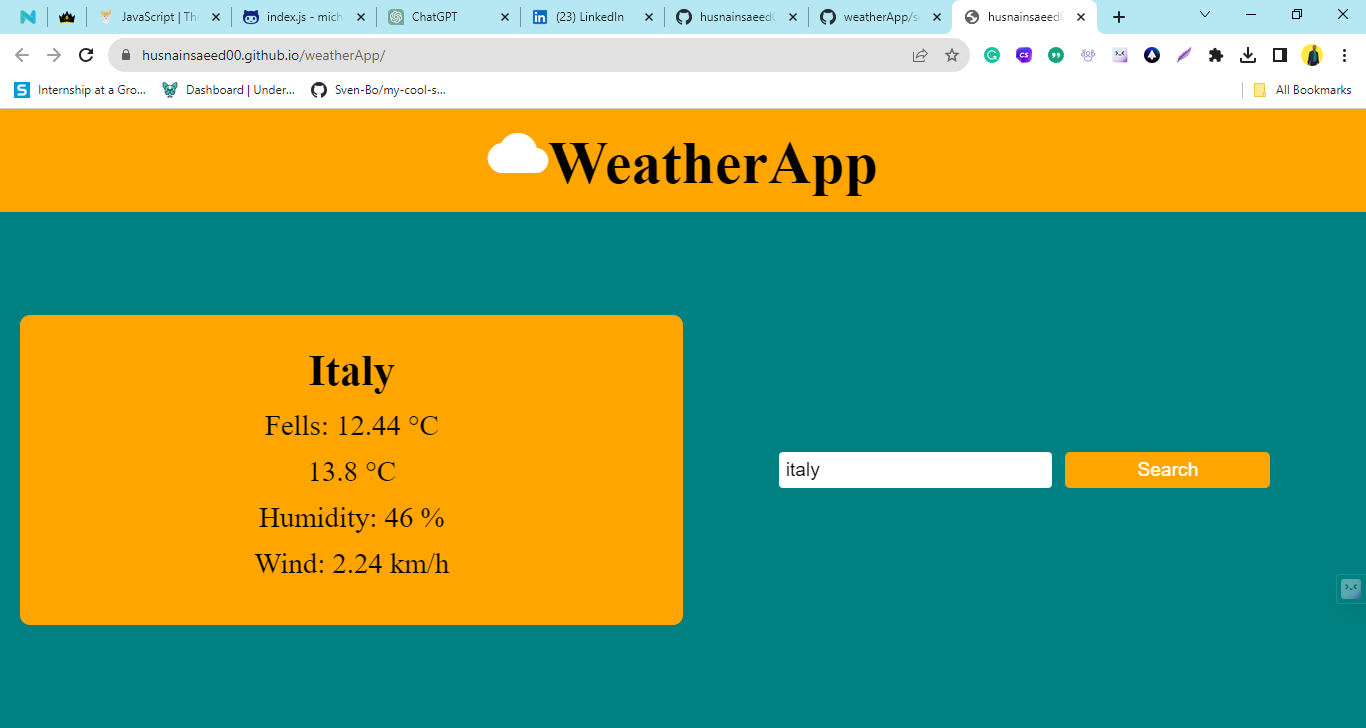 JavaScript | Th
index.js - mich
ChatGPT
(23) LinkedIn
husnainsaeed0
weatherApp/s
husnainsaeed0
husnainsaeed00.github.io/weatherApp/
Internship at a Gro...
Dashboard | Under...
Sven-Bo/my-cool-s...
All Bookmarks
WeatherApp
Italy
Fells: 12.44 °C
13.8 °C
Humidity: 46 %
Wind: 2.24 km/h
italy
Search